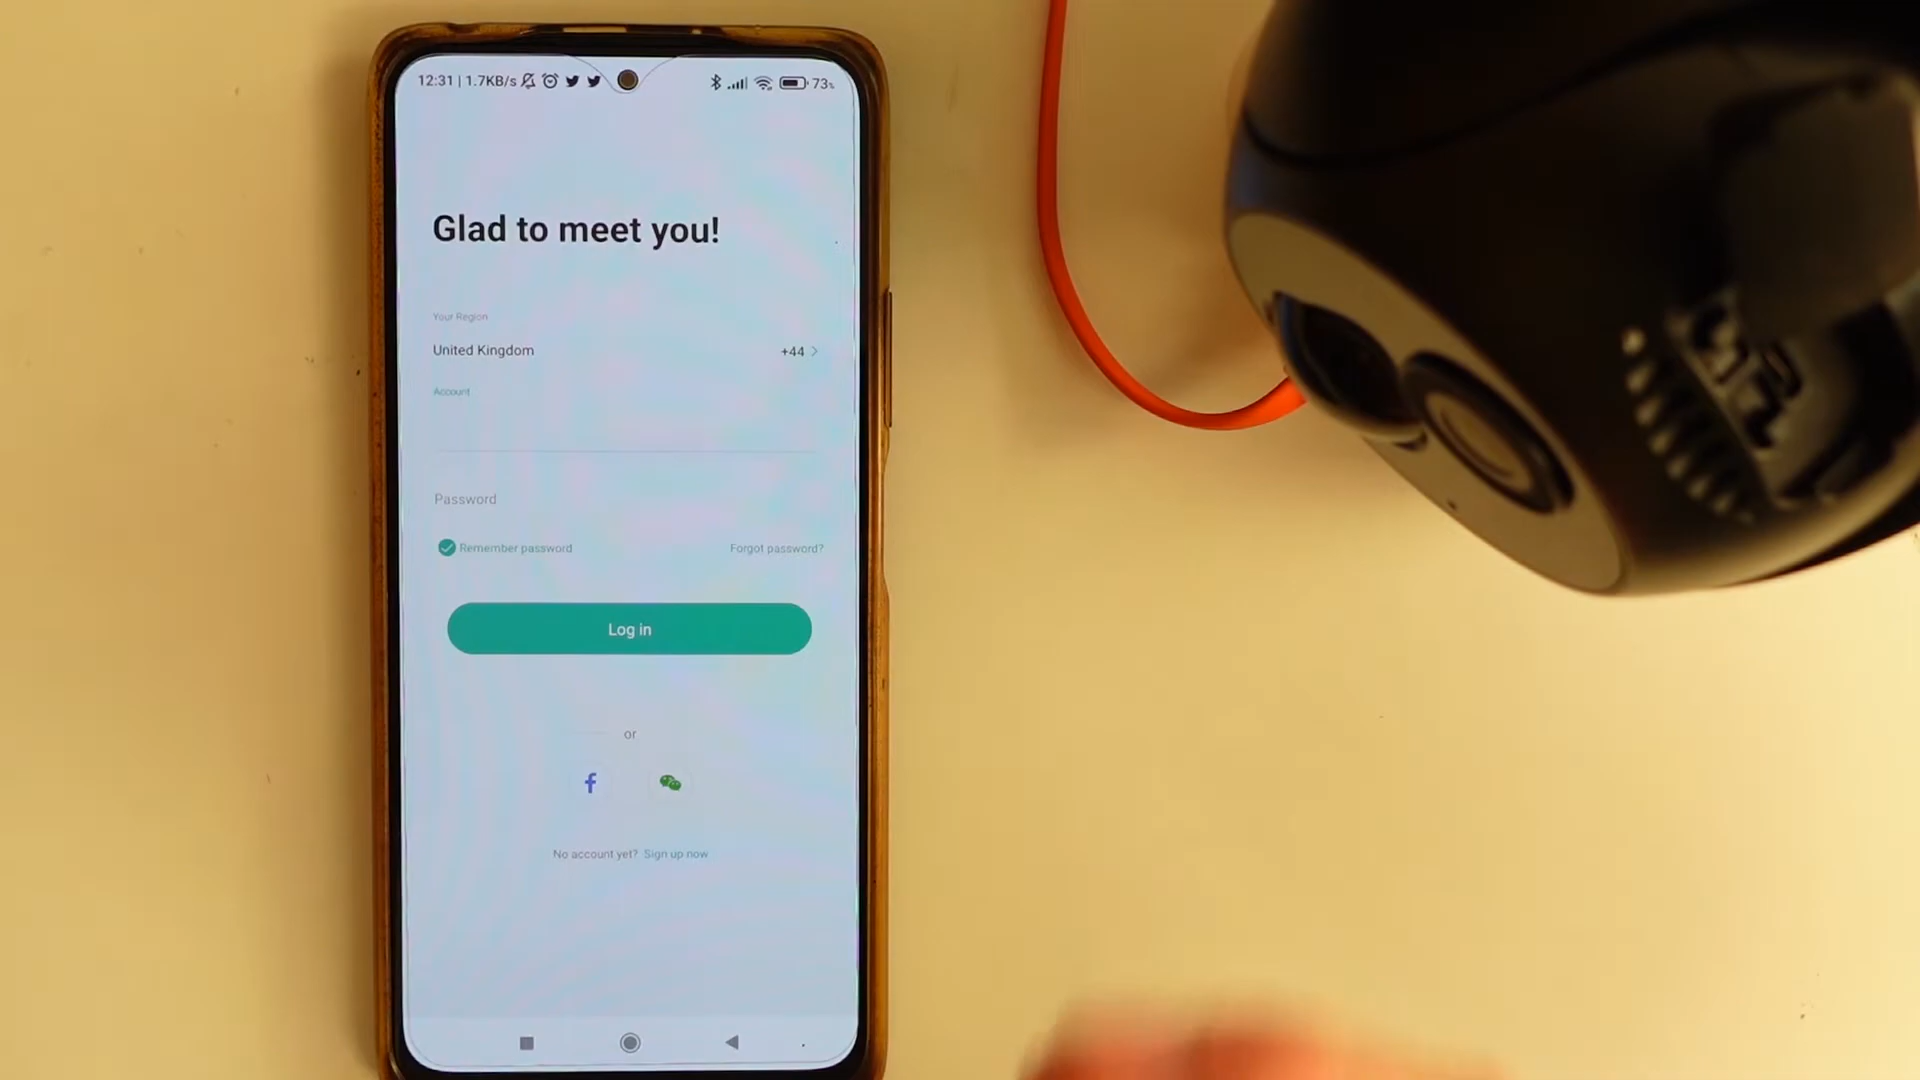 12:31 | 1.7KB/s 73%
Glad to meet you!
Your Region
United Kingdom +44 >
Account
Password
Remember password Forgot password?
Log in
or
f
No account yet? Sign up now